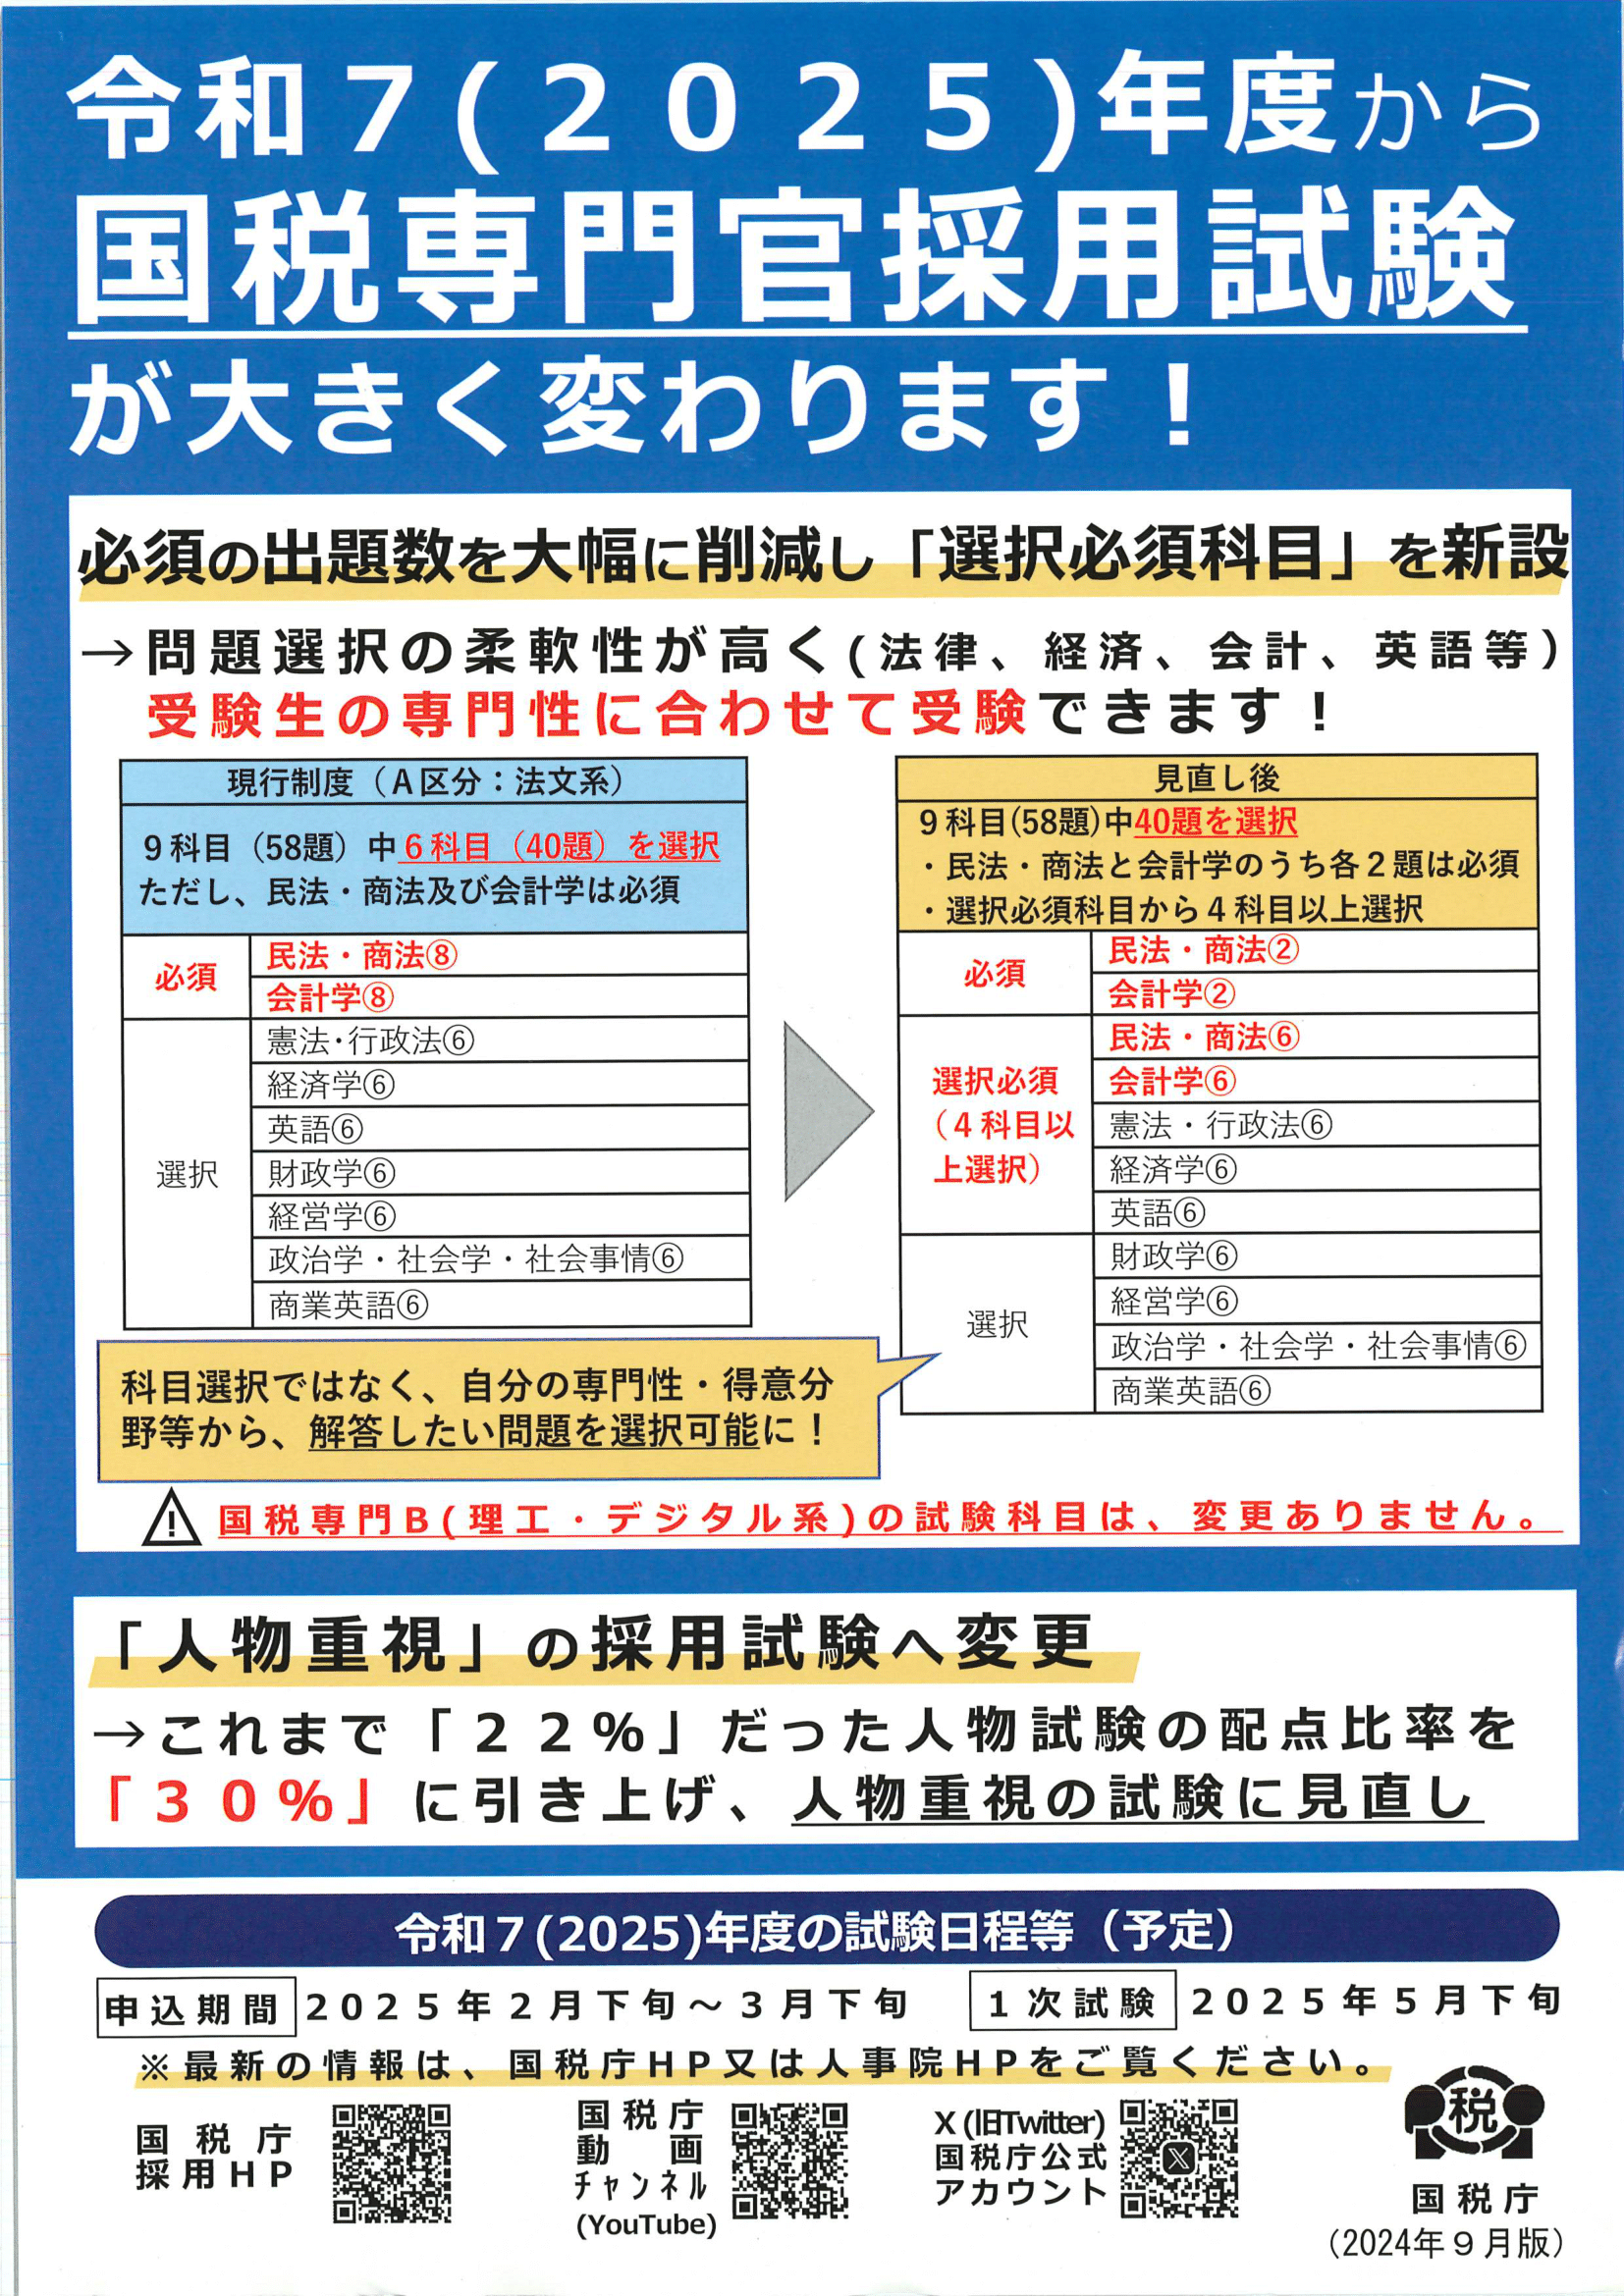 令和７(２０２５)年度から
国税専門官採用試験
が大きく変わります！
必須の出題数を大幅に削減し「選択必須科目」を新設
→問題選択の柔軟性が高く(法律、経済、会計、英語等)
受験生の専門性に合わせて受験できます！
現行制度（Ａ区分：法文系）
９科目（58題）中６科目（40題）を選択
ただし、民法・商法及び会計学は必須
必須
民法・商法⑧
会計学⑧
選択
憲法･行政法⑥
経済学⑥
英語⑥
財政学⑥
経営学⑥
政治学・社会学・社会事情⑥
商業英語⑥
見直し後
９科目(58題)中40題を選択
・民法・商法と会計学のうち各２題は必須
・選択必須科目から４科目以上選択
必須
民法・商法②
会計学②
選択必須
（４科目以
上選択）
民法・商法⑥
会計学⑥
憲法・行政法⑥
経済学⑥
英語⑥
選択
財政学⑥
経営学⑥
政治学・社会学・社会事情⑥
商業英語⑥
科目選択ではなく、自分の専門性・得意分
野等から、解答したい問題を選択可能に！
国税専門Ｂ(理工・デジタル系)の試験科目は、変更ありません。
「人物重視」の採用試験へ変更
→これまで「２２％」だった人物試験の配点比率を
「３０％」に引き上げ、人物重視の試験に見直し
令和７(2025)年度の試験日程等（予定）
申込期間 ２０２５年２月下旬～３月下旬 １次試験 ２０２５年５月下旬
※最新の情報は、国税庁ＨＰ又は人事院ＨＰをご覧ください。
国税庁
採用ＨＰ
国税庁
動画
チャンネル
(YouTube)
X (旧Twitter)
国税庁公式
アカウント
税
国税庁
（2024年９月版）